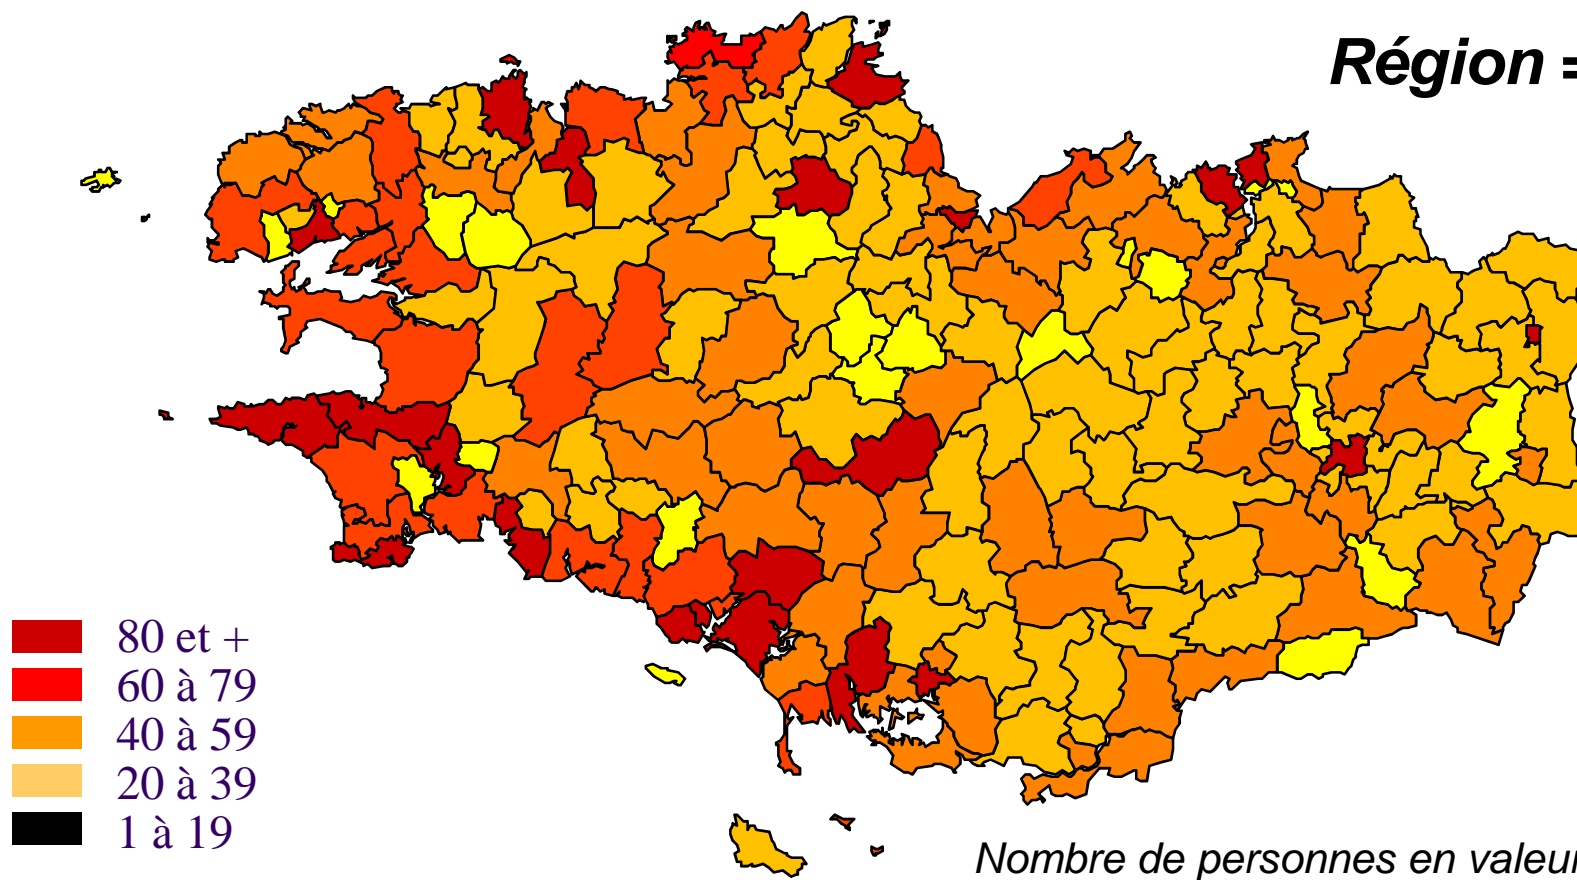 Région =
80 et +
60 à 79
40 à 59
20 à 39
1 à 19
Nombre de personnes en valeur